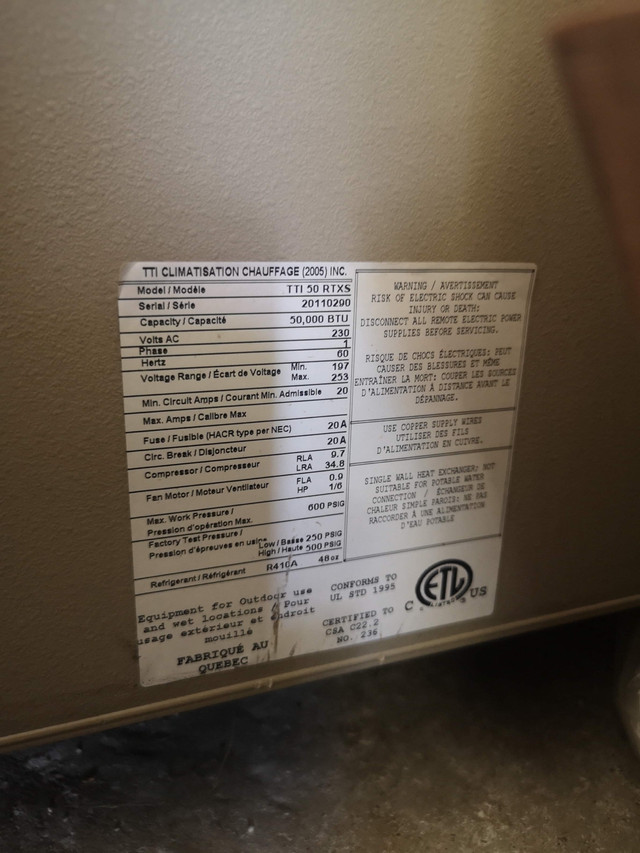 TTI CLIMATISATION CHAUFFAGE (2005) INC.
Model / Modèle TTI 50 RTXS
Serial / Série 20110290
Capacity / Capacité 50,000 BTU
Volts AC 230
Phase 1
Hertz 60
Voltage Range / Écart de Voltage Min. 197
Max. 253
Min. Circuit Amps / Courant Min. Admissible 20
Max. Amps / Calibre Max
Fuse / Fusible (HACR type per NEC) 20 A
Circ. Break / Disjoncteur 20 A
Compressor / Compresseur RLA 9.7
LRA 34.8
Fan Motor / Moteur Ventilateur FLA 0.9
HP 1/6
Max. Work Pressure / 600 PSIG
Pression d'opération Max.
Factory Test Pressure /
Pression d'épreuves en usine Low / Basse 250 PSIG
High / Haute 500 PSIG
Refrigerant / Réfrigérant R410A 48 oz
Equipment for Outdoor use
and wet locations / Pour
usage extérieur et endroit
mouillé
FABRIQUÉ AU
QUEBEC
WARNING / AVERTISSEMENT
RISK OF ELECTRIC SHOCK CAN CAUSE
INJURY OR DEATH:
DISCONNECT ALL REMOTE ELECTRIC POWER
SUPPLIES BEFORE SERVICING.
RISQUE DE CHOCS ÉLECTRIQUES: PEUT
CAUSER DES BLESSURES ET MÊME
ENTRAÎNER LA MORT: COUPER LES SOURCES
D'ALIMENTATION À DISTANCE AVANT LE
DÉPANNAGE.
USE COPPER SUPPLY WIRES
UTILISER DES FILS
D'ALIMENTATION EN CUIVRE.
SINGLE WALL HEAT EXCHANGER; NOT
SUITABLE FOR POTABLE WATER
CONNECTION / ÉCHANGEUR DE
CHALEUR SIMPLE PAROIS: NE PAS
RACCORDER À UNE ALIMENTATION
D'EAU POTABLE
CONFORMS TO
UL STD 1995
CERTIFIED TO
CSA C22.2
NO. 236
C ETL US